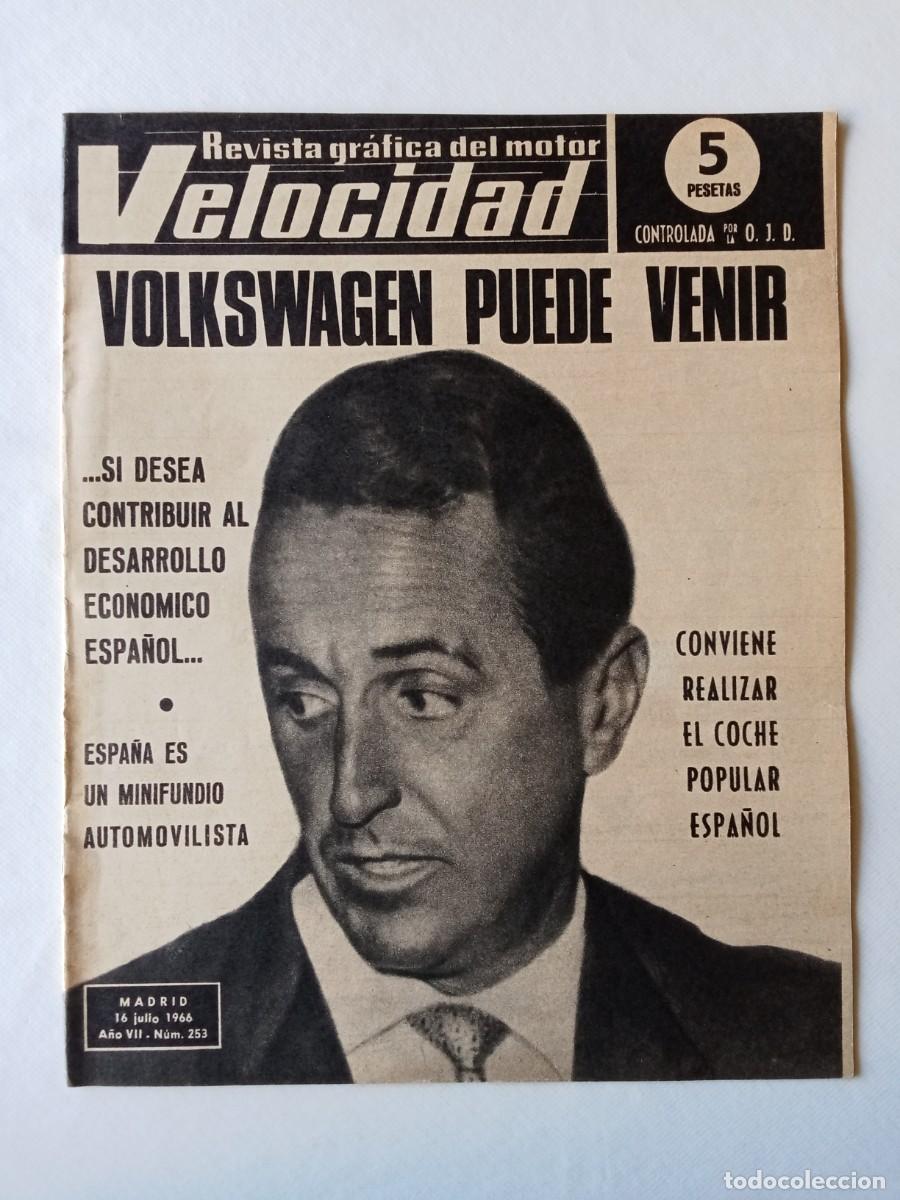 Revista gráfica del motor
Velocidad
5
PESETAS
CONTROLADA POR LA O. J. D.
VOLKSWAGEN PUEDE VENIR
...SI DESEA
CONTRIBUIR AL
DESARROLLO
ECONOMICO
ESPAÑOL...
•
ESPAÑA ES
UN MINIFUNDIO
AUTOMOVILISTA
CONVIENE
REALIZAR
EL COCHE
POPULAR
ESPAÑOL
MADRID
16 julio 1966
Año VII - Núm. 253
todocoleccion